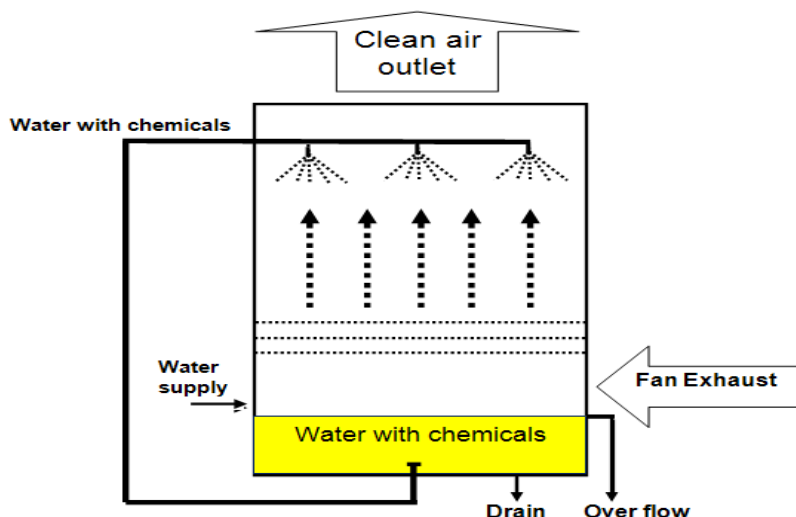 Clean air
outlet
Water with chemicals
Water
supply
Fan Exhaust
Water with chemicals
Drain
Over flow